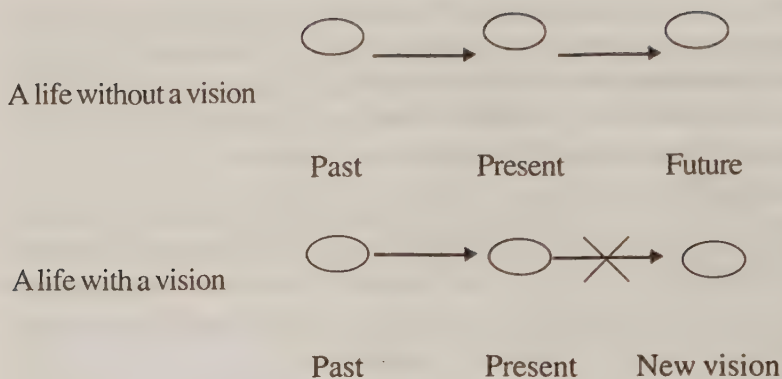 A life without a vision
Past Present Future
A life with a vision
Past Present New vision